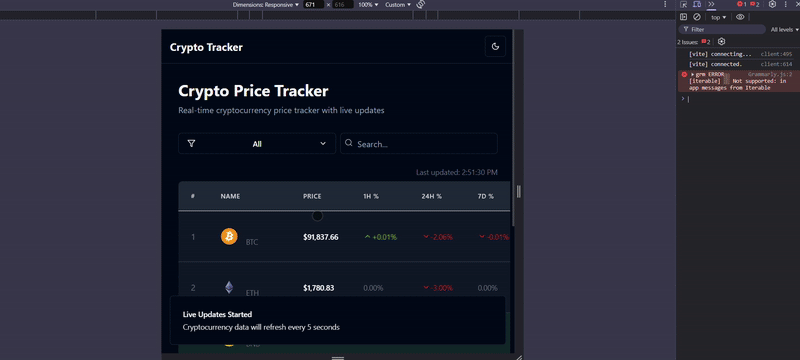 Dimensions: Responsive ▾ 671 × 616 100% ▾ Custom ▾
1 2
top ▾
Filter All levels ▾
2 Issues: 2
[vite] connecting... client:495
[vite] connected. client:614
▸ grm ERROR Grammarly.js:2
[iterable] Not supported: in
app messages from Iterable
Crypto Tracker
Crypto Price Tracker
Real-time cryptocurrency price tracker with live updates
All Search...
Last updated: 2:51:30 PM
# NAME PRICE 1H % 24H % 7D %
1 BTC $91,837.66 +0.01% -2.06% -0.01%
2 ETH $1,780.83 0.00% -3.00% 0.00%
Live Updates Started
Cryptocurrency data will refresh every 5 seconds